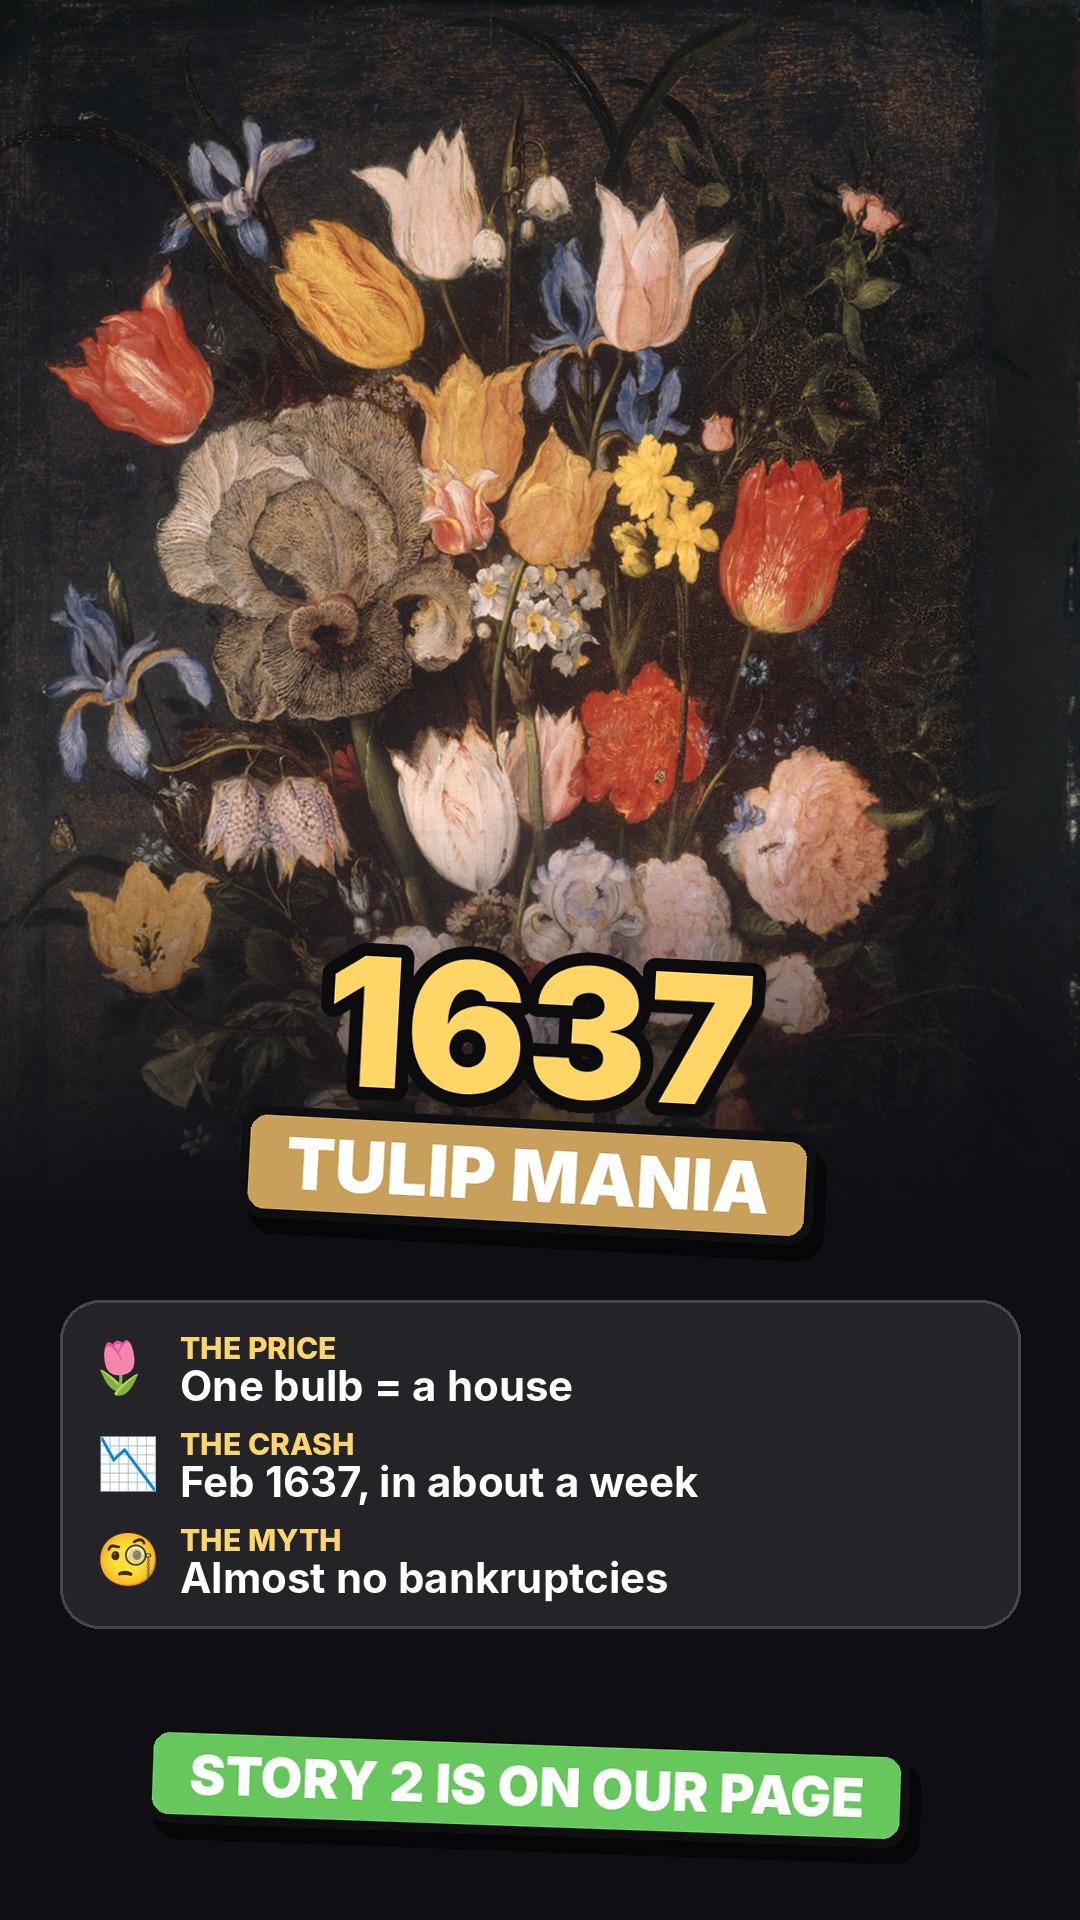 1637
TULIP MANIA
THE PRICE
One bulb = a house
THE CRASH
Feb 1637, in about a week
THE MYTH
Almost no bankruptcies
STORY 2 IS ON OUR PAGE